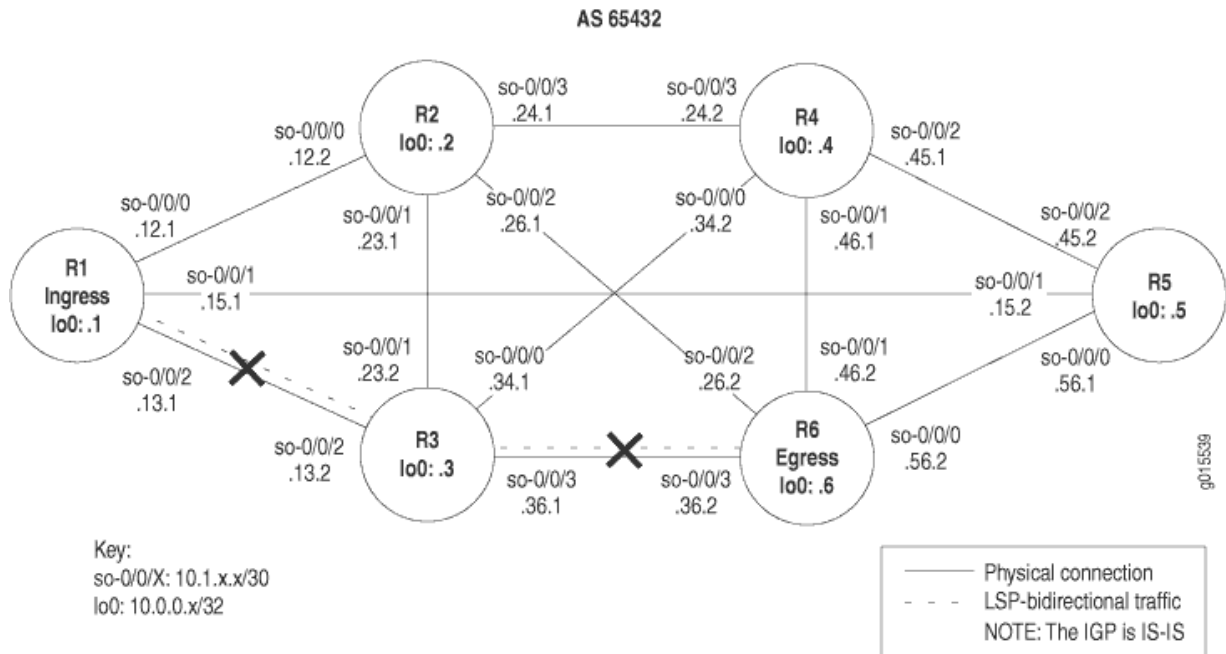 AS 65432
so-0/0/3
.24.1
so-0/0/3
.24.2
R2
lo0: .2
R4
lo0: .4
so-0/0/0
.12.2
so-0/0/2
.45.1
so-0/0/0
.12.1
so-0/0/1
.23.1
so-0/0/2
.26.1
so-0/0/0
.34.2
so-0/0/1
.46.1
so-0/0/2
.45.2
R1
Ingress
lo0: .1
so-0/0/1
.15.1
so-0/0/1
.15.2
R5
lo0: .5
so-0/0/2
.13.1
so-0/0/1
.23.2
so-0/0/0
.34.1
so-0/0/2
.26.2
so-0/0/1
.46.2
so-0/0/0
.56.1
so-0/0/2
.13.2
R3
lo0: .3
R6
Egress
lo0: .6
so-0/0/0
.56.2
so-0/0/3
.36.1
so-0/0/3
.36.2
g015539
Key:
so-0/0/X: 10.1.x.x/30
lo0: 10.0.0.x/32
Physical connection
LSP-bidirectional traffic
NOTE: The IGP is IS-IS